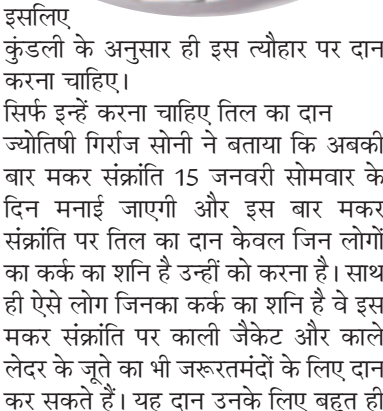 इसलिए
कुंडली के अनुसार ही इस त्यौहार पर दान
करना चाहिए।
सिर्फ इन्हें करना चाहिए तिल का दान
ज्योतिषी गिर्राज सोनी ने बताया कि अबकी
बार मकर संक्रांति 15 जनवरी सोमवार के
दिन मनाई जाएगी और इस बार मकर
संक्रांति पर तिल का दान केवल जिन लोगों
का कर्क का शनि है उन्हीं को करना है। साथ
ही ऐसे लोग जिनका कर्क का शनि है वे इस
मकर संक्रांति पर काली जैकेट और काले
लेदर के जूते का भी जरूरतमंदों के लिए दान
कर सकते हैं। यह दान उनके लिए बहुत ही